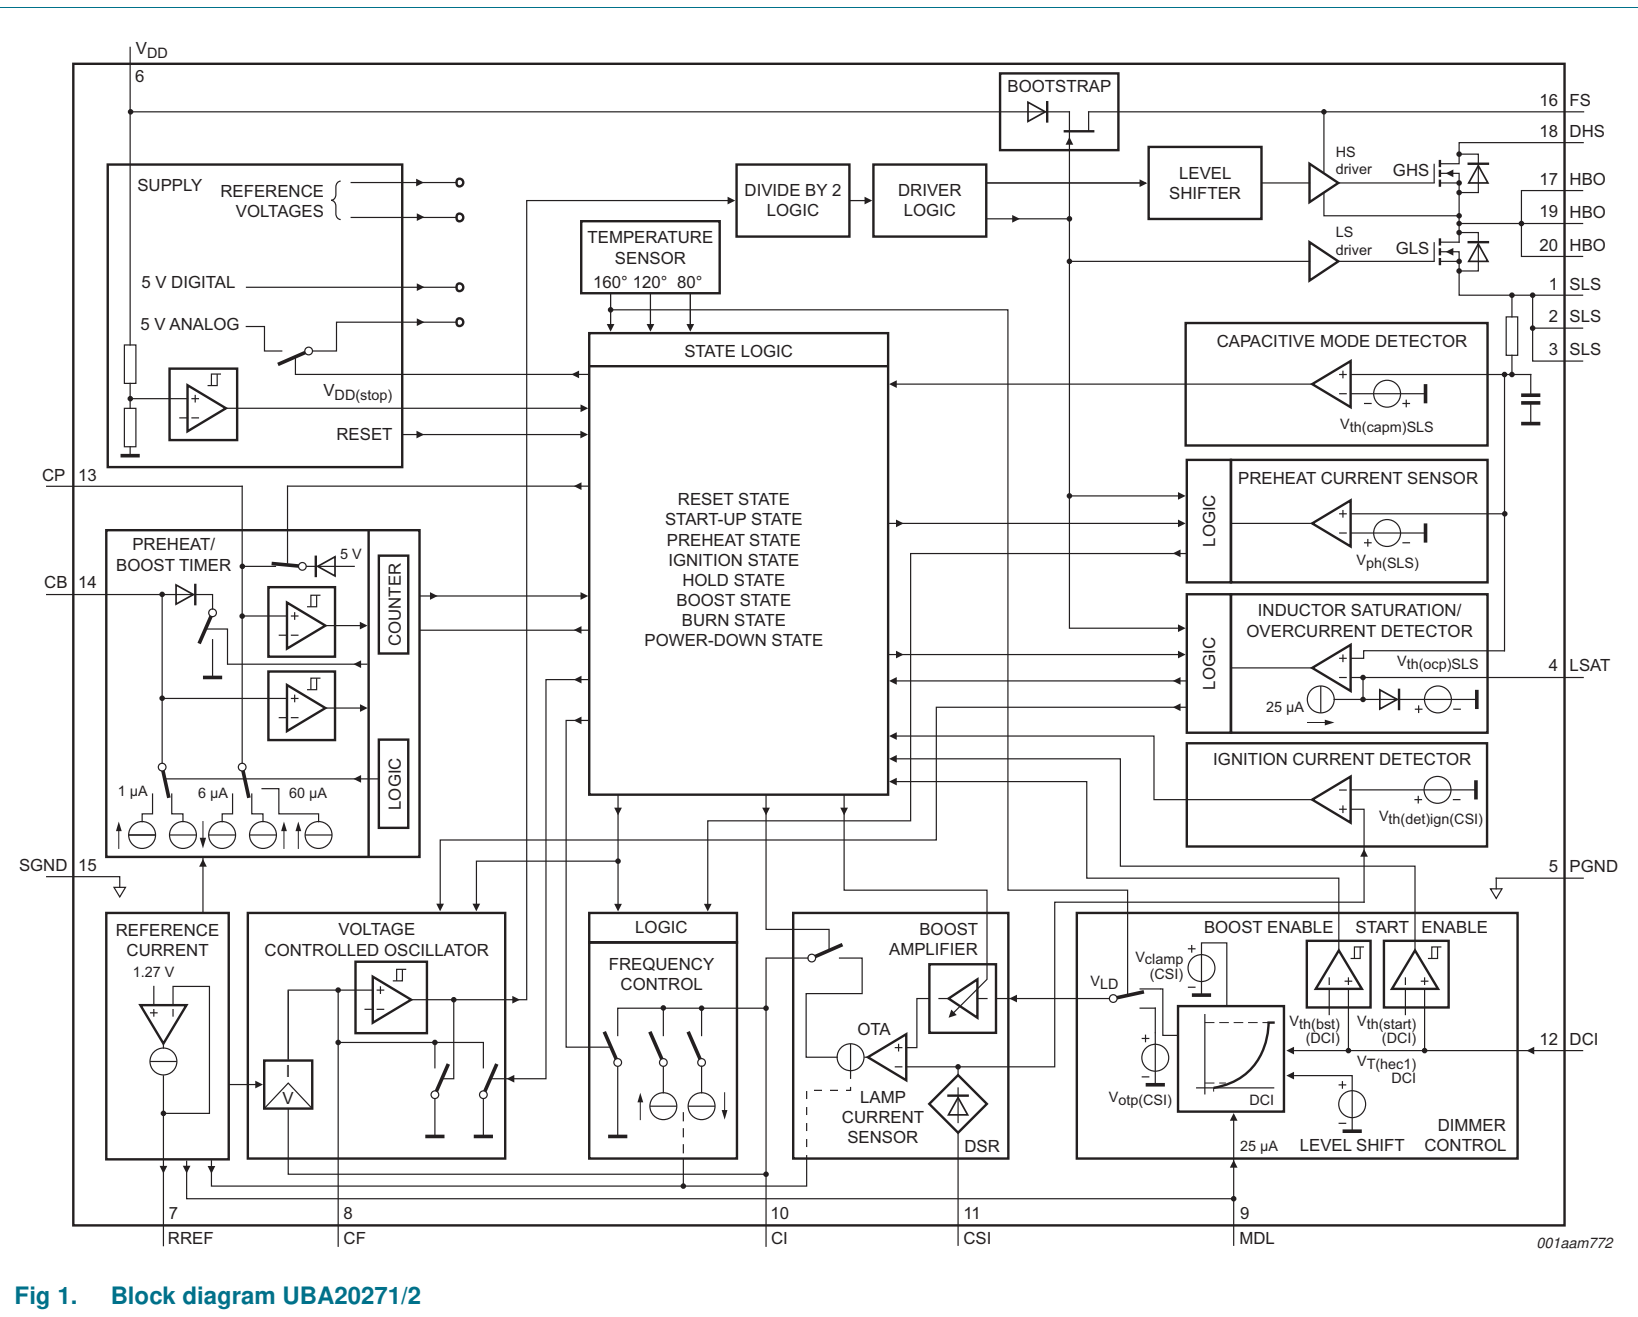 VDD
6
BOOTSTRAP
16 FS
18 DHS
HS
driver
GHS
17 HBO
19 HBO
20 HBO
LS
driver
GLS
1 SLS
2 SLS
3 SLS
SUPPLY
REFERENCE
VOLTAGES
5 V DIGITAL
5 V ANALOG
VDD(stop)
RESET
DIVIDE BY 2
LOGIC
DRIVER
LOGIC
LEVEL
SHIFTER
TEMPERATURE
SENSOR
160° 120° 80°
STATE LOGIC
RESET STATE
START-UP STATE
PREHEAT STATE
IGNITION STATE
HOLD STATE
BOOST STATE
BURN STATE
POWER-DOWN STATE
CAPACITIVE MODE DETECTOR
+
−
− +
Vth(capm)SLS
LOGIC
PREHEAT CURRENT SENSOR
+
−
+ −
Vph(SLS)
LOGIC
INDUCTOR SATURATION/
OVERCURRENT DETECTOR
+
−
Vth(ocp)SLS
25 μA
+ −
4 LSAT
IGNITION CURRENT DETECTOR
−
+
+ −
Vth(det)ign(CSI)
5 PGND
CP 13
CB 14
PREHEAT/
BOOST TIMER
5 V
COUNTER
LOGIC
1 μA
6 μA
60 μA
SGND 15
REFERENCE
CURRENT
1.27 V
VOLTAGE
CONTROLLED OSCILLATOR
I
V
LOGIC
FREQUENCY
CONTROL
BOOST
AMPLIFIER
OTA
+
−
LAMP
CURRENT
SENSOR
DSR
BOOST ENABLE START ENABLE
Vclamp
(CSI)
VLD
Vth(bst)
(DCI)
Vth(start)
(DCI)
VT(hec1)
DCI
Votp(CSI)
DCI
12 DCI
LEVEL SHIFT
DIMMER
CONTROL
25 μA
7
RREF
8
CF
10
CI
11
CSI
9
MDL
001aam772
Fig 1. Block diagram UBA20271/2